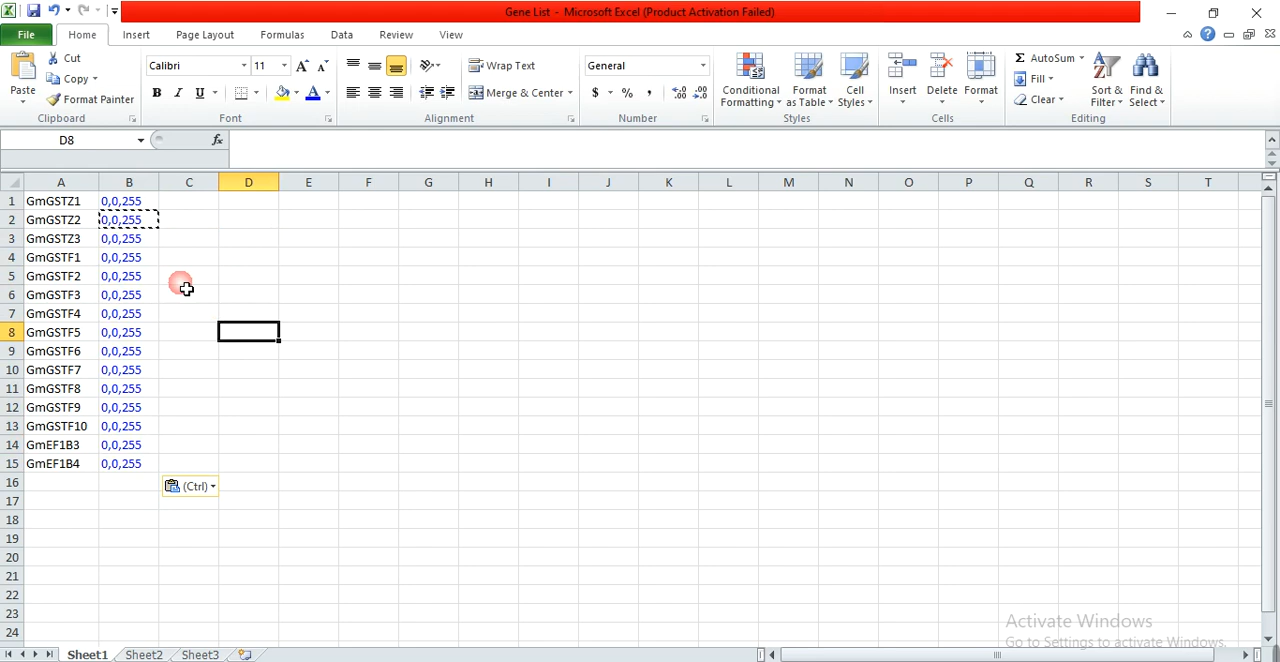 Gene List - Microsoft Excel (Product Activation Failed)
File Home Insert Page Layout Formulas Data Review View
Paste Cut Copy Format Painter Clipboard
Calibri 11 B I U A Font
Wrap Text Merge & Center Alignment
General $ % , Number
Conditional Formatting Format as Table Cell Styles Styles
Insert Delete Format Cells
Σ AutoSum Fill Clear Sort & Filter Find & Select Editing
D8 fx
A B C D E F G H I J K L M N O P Q R S T
1 GmGSTZ1 0,0,255
2 GmGSTZ2 0,0,255
3 GmGSTZ3 0,0,255
4 GmGSTF1 0,0,255
5 GmGSTF2 0,0,255
6 GmGSTF3 0,0,255
7 GmGSTF4 0,0,255
8 GmGSTF5 0,0,255
9 GmGSTF6 0,0,255
10 GmGSTF7 0,0,255
11 GmGSTF8 0,0,255
12 GmGSTF9 0,0,255
13 GmGSTF10 0,0,255
14 GmEF1B3 0,0,255
15 GmEF1B4 0,0,255
16 (Ctrl)
17
18
19
20
21
22
23
24
Activate Windows
Go to Settings to activate Windows.
Sheet1 Sheet2 Sheet3